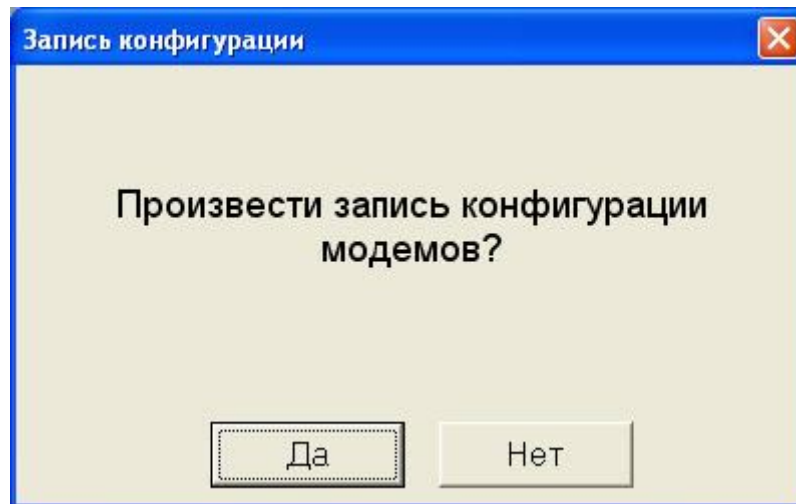 Запись конфигурации
Произвести запись конфигурации
модемов?
Да
Нет